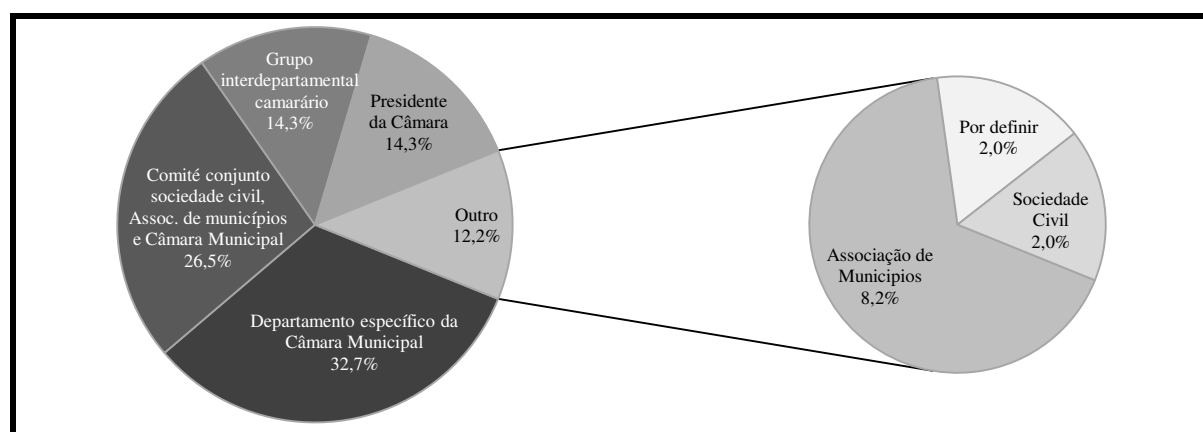 Grupo
interdepartamental
camarário
14,3%
Presidente
da Câmara
14,3%
Comité conjunto
sociedade civil,
Assoc. de municípios
e Câmara Municipal
26,5%
Outro
12,2%
Departamento específico da
Câmara Municipal
32,7%
Por definir
2,0%
Sociedade
Civil
2,0%
Associação de
Municipios
8,2%